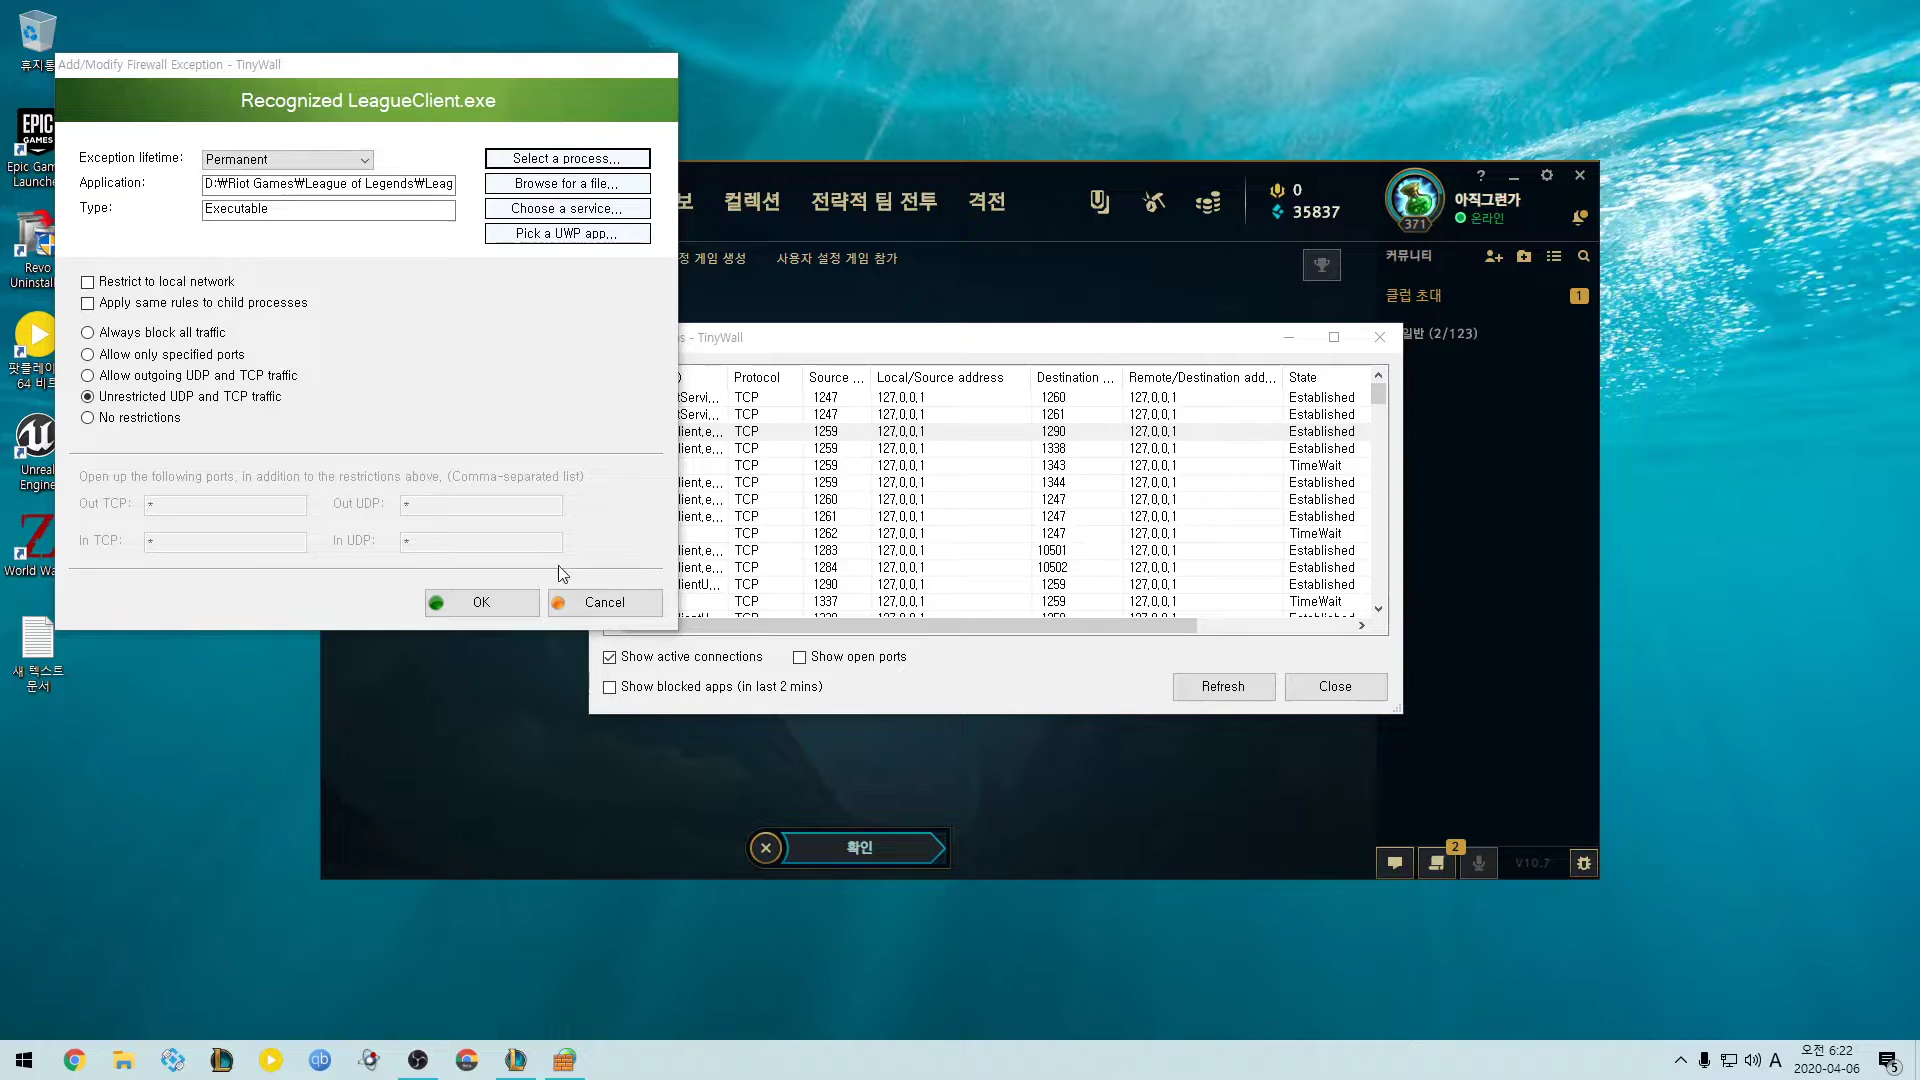 휴지통
EPIC
GAMES
Epic Gam
Launche
Revo
Uninstal
팟플레이
64 비트
Unreal
Engine
World Wa
새 텍스트
문서
Add/Modify Firewall Exception - TinyWall
Recognized LeagueClient.exe
Exception lifetime:
Permanent
Select a process...
Application:
D:₩Riot Games₩League of Legends₩Leag
Browse for a file...
Type:
Executable
Choose a service...
Pick a UWP app...
Restrict to local network
Apply same rules to child processes
Always block all traffic
Allow only specified ports
Allow outgoing UDP and TCP traffic
Unrestricted UDP and TCP traffic
No restrictions
Open up the following ports, in addition to the restrictions above, (Comma-separated list)
Out TCP: *
Out UDP: *
In TCP: *
In UDP: *
OK
Cancel
보
컬렉션
전략적 팀 전투
격전
0
35837
371
아직그런가
온라인
정 게임 생성
사용자 설정 게임 참가
커뮤니티
클럽 초대
1
일반 (2/123)
s - TinyWall
) Protocol Source ... Local/Source address Destination ... Remote/Destination add... State
tServi... TCP 1247 127.0.0.1 1260 127.0.0.1 Established
tServi... TCP 1247 127.0.0.1 1261 127.0.0.1 Established
lient.e... TCP 1259 127.0.0.1 1290 127.0.0.1 Established
lient.e... TCP 1259 127.0.0.1 1338 127.0.0.1 Established
TCP 1259 127.0.0.1 1343 127.0.0.1 TimeWait
lient.e... TCP 1259 127.0.0.1 1344 127.0.0.1 Established
lient.e... TCP 1260 127.0.0.1 1247 127.0.0.1 Established
lient.e... TCP 1261 127.0.0.1 1247 127.0.0.1 Established
TCP 1262 127.0.0.1 1247 127.0.0.1 TimeWait
lient.e... TCP 1283 127.0.0.1 10501 127.0.0.1 Established
lient.e... TCP 1284 127.0.0.1 10502 127.0.0.1 Established
lientU... TCP 1290 127.0.0.1 1259 127.0.0.1 Established
TCP 1337 127.0.0.1 1259 127.0.0.1 TimeWait
Show active connections
Show open ports
Show blocked apps (in last 2 mins)
Refresh
Close
확인
2
V10.7
qb
A
오전 6:22
2020-04-06
5